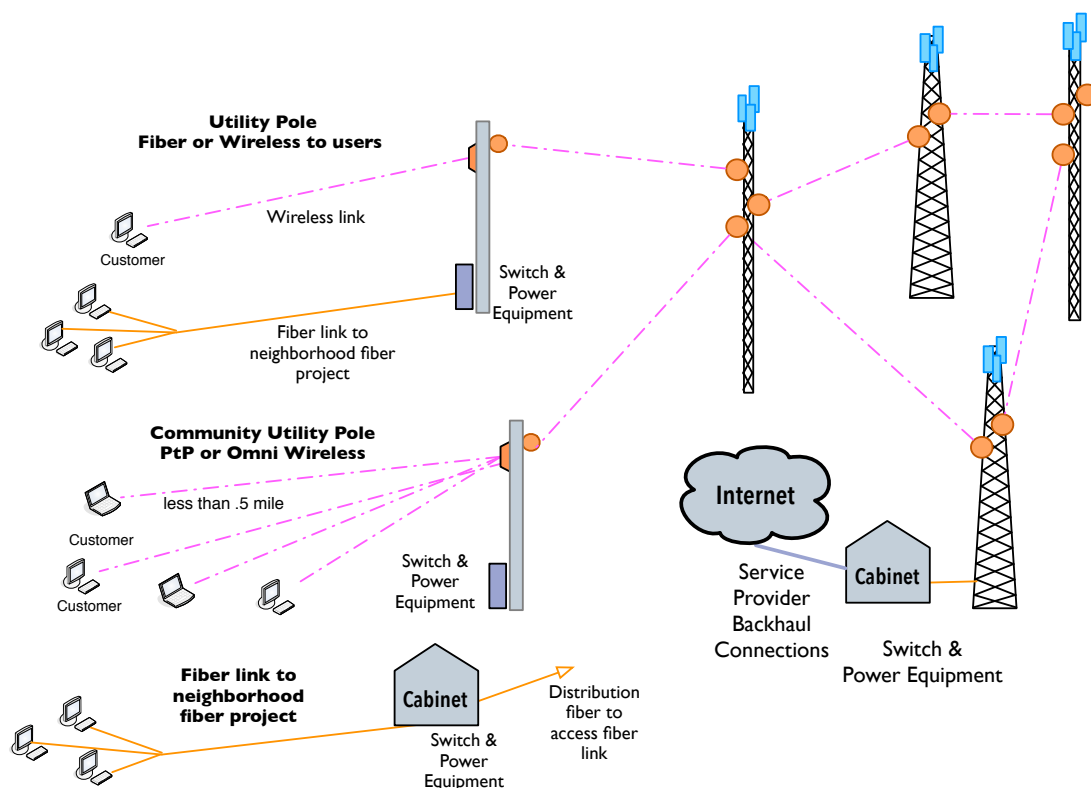 Utility Pole
Fiber or Wireless to users
Wireless link
Customer
Switch &
Power
Equipment
Fiber link to
neighborhood fiber
project
Community Utility Pole
PtP or Omni Wireless
less than .5 mile
Customer
Customer
Switch &
Power
Equipment
Internet
Cabinet
Service
Provider
Backhaul
Connections
Switch &
Power Equipment
Fiber link to
neighborhood
fiber project
Cabinet
Switch &
Power
Equipment
Distribution
fiber to
access fiber
link